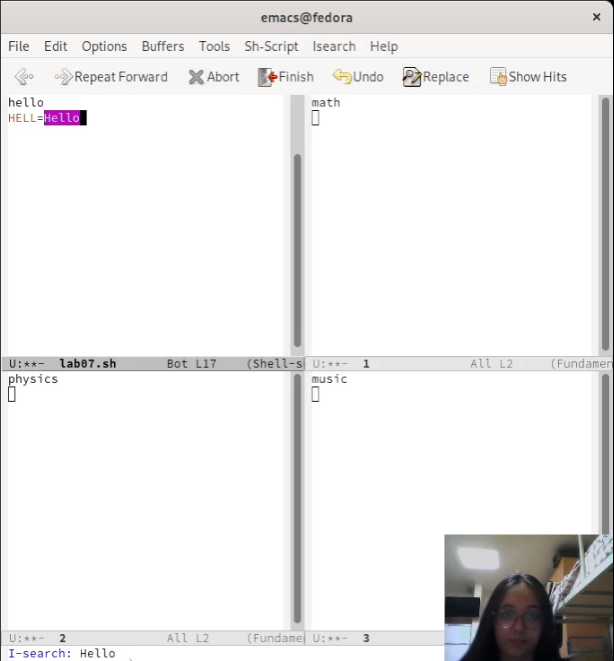 emacs@fedora ×
File Edit Options Buffers Tools Sh-Script Isearch Help
Repeat Forward Abort Finish Undo Replace Show Hits
hello
HELL=Hello
math
U:**- lab07.sh Bot L17 (Shell-s
U:**- 1 All L2 (Fundamen
physics
music
U:**- 2 All L2 (Fundame
U:**- 3
I-search: Hello